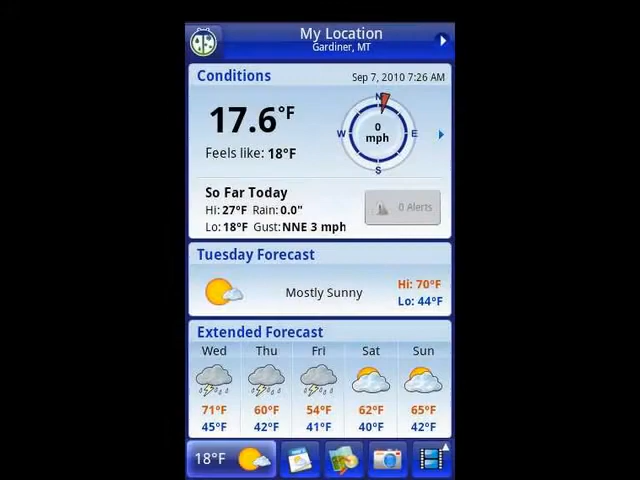 My Location
Gardiner, MT
Conditions Sep 7, 2010 7:26 AM
17.6°F
Feels like: 18°F
N
W E
S
0
mph
So Far Today
Hi: 27°F Rain: 0.0"
Lo: 18°F Gust: NNE 3 mph
0 Alerts
Tuesday Forecast
Mostly Sunny
Hi: 70°F
Lo: 44°F
Extended Forecast
Wed Thu Fri Sat Sun
71°F 60°F 54°F 62°F 65°F
45°F 42°F 41°F 40°F 42°F
18°F